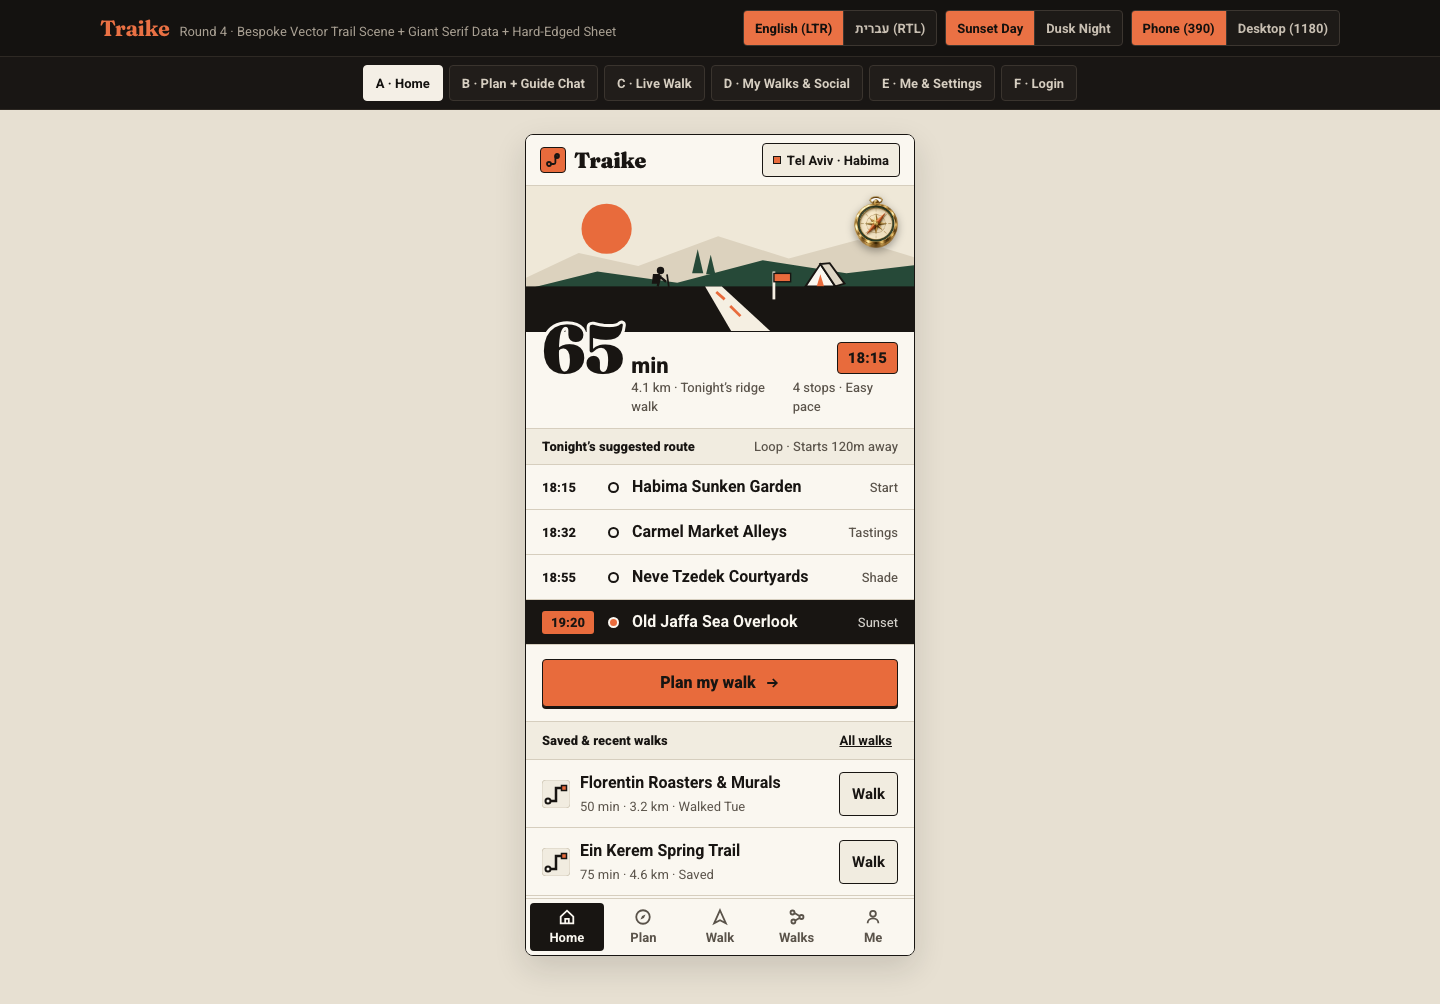 Traike Round 4 · Bespoke Vector Trail Scene + Giant Serif Data + Hard-Edged Sheet
English (LTR) עברית (RTL) Sunset Day Dusk Night Phone (390) Desktop (1180)
A · Home B · Plan + Guide Chat C · Live Walk D · My Walks & Social E · Me & Settings F · Login
Traike Tel Aviv · Habima
65 min 18:15
4.1 km · Tonight’s ridge walk
4 stops · Easy pace
Tonight’s suggested route Loop · Starts 120m away
18:15 Habima Sunken Garden Start
18:32 Carmel Market Alleys Tastings
18:55 Neve Tzedek Courtyards Shade
19:20 Old Jaffa Sea Overlook Sunset
Plan my walk →
Saved & recent walks All walks
Florentin Roasters & Murals
50 min · 3.2 km · Walked Tue
Walk
Ein Kerem Spring Trail
75 min · 4.6 km · Saved
Walk
Home Plan Walk Walks Me